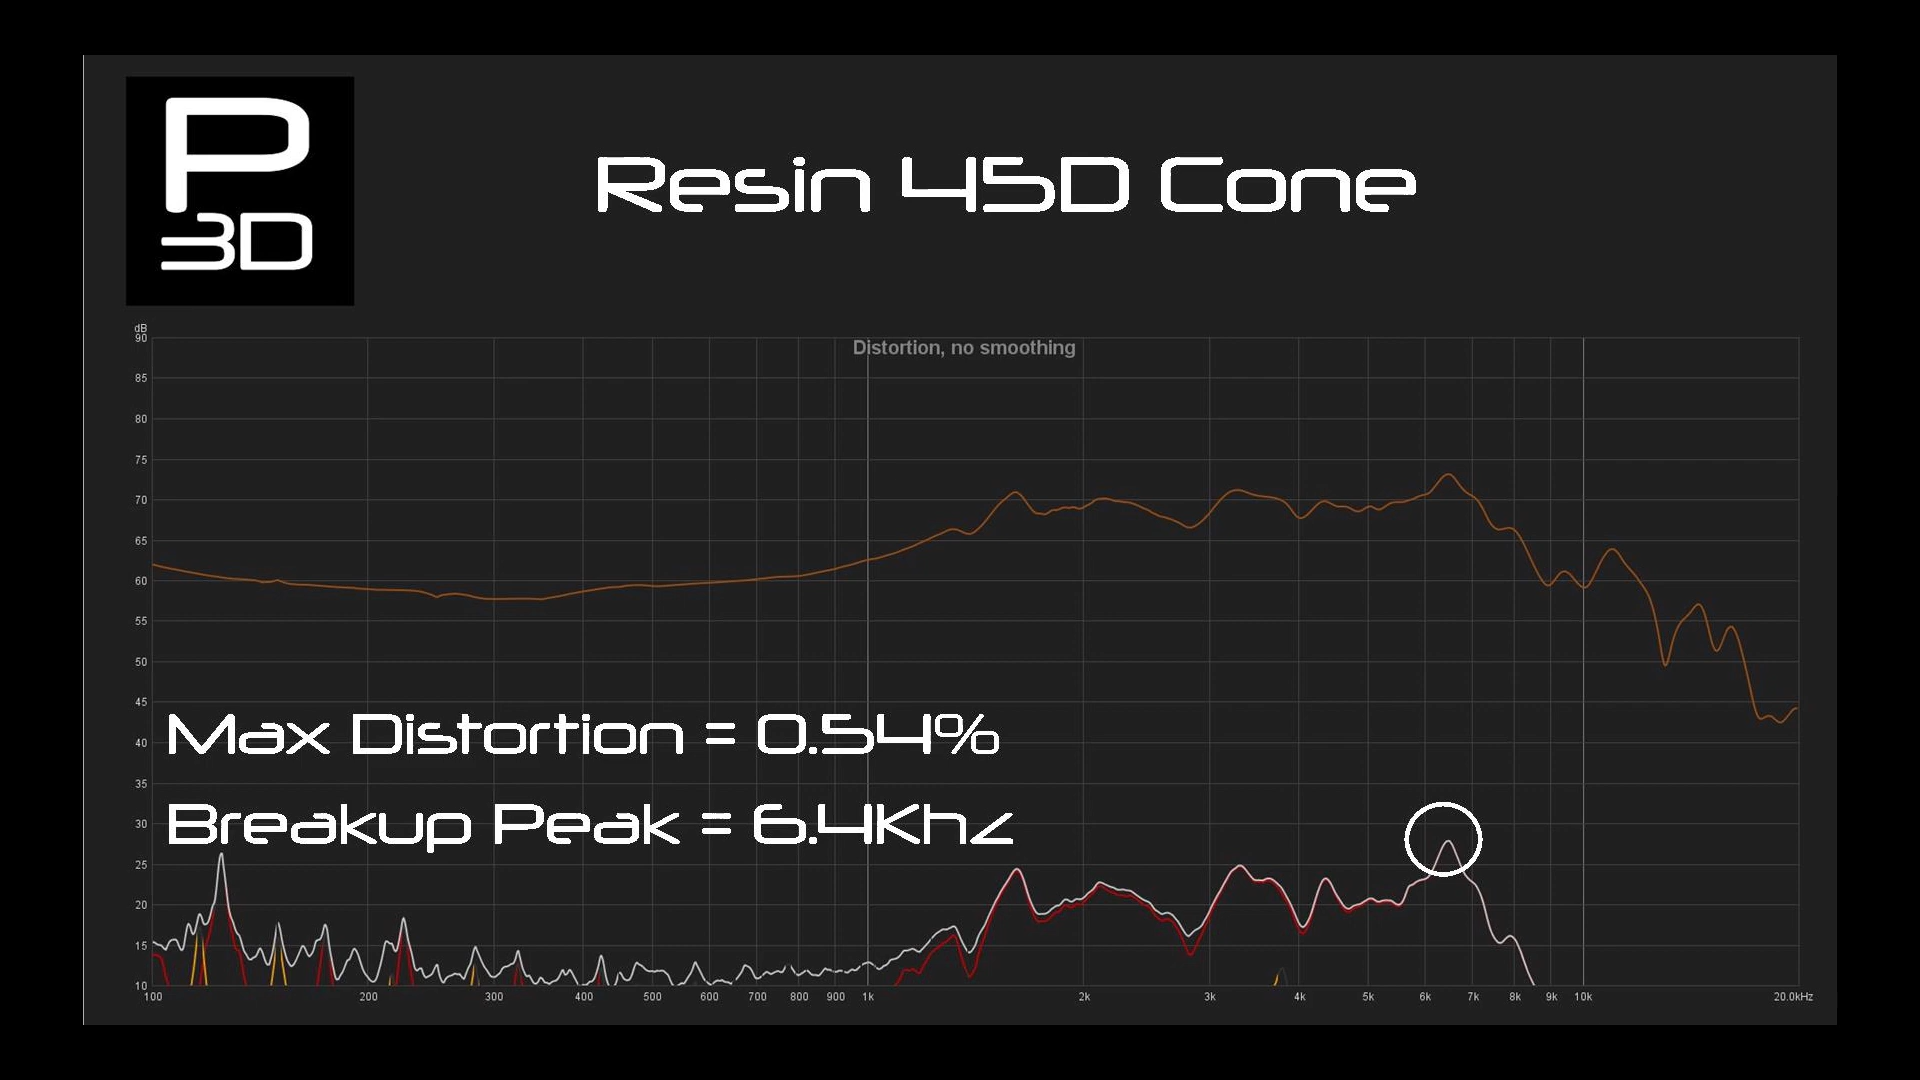 P
3D
Resin 45D Cone
dB
Distortion, no smoothing
90
85
80
75
70
65
60
55
50
45
40
35
30
25
20
15
10
Max Distortion = 0.54%
Breakup Peak = 6.4Khz
100 200 300 400 500 600 700 800 900 1k 2k 3k 4k 5k 6k 7k 8k 9k 10k 20.0kHz